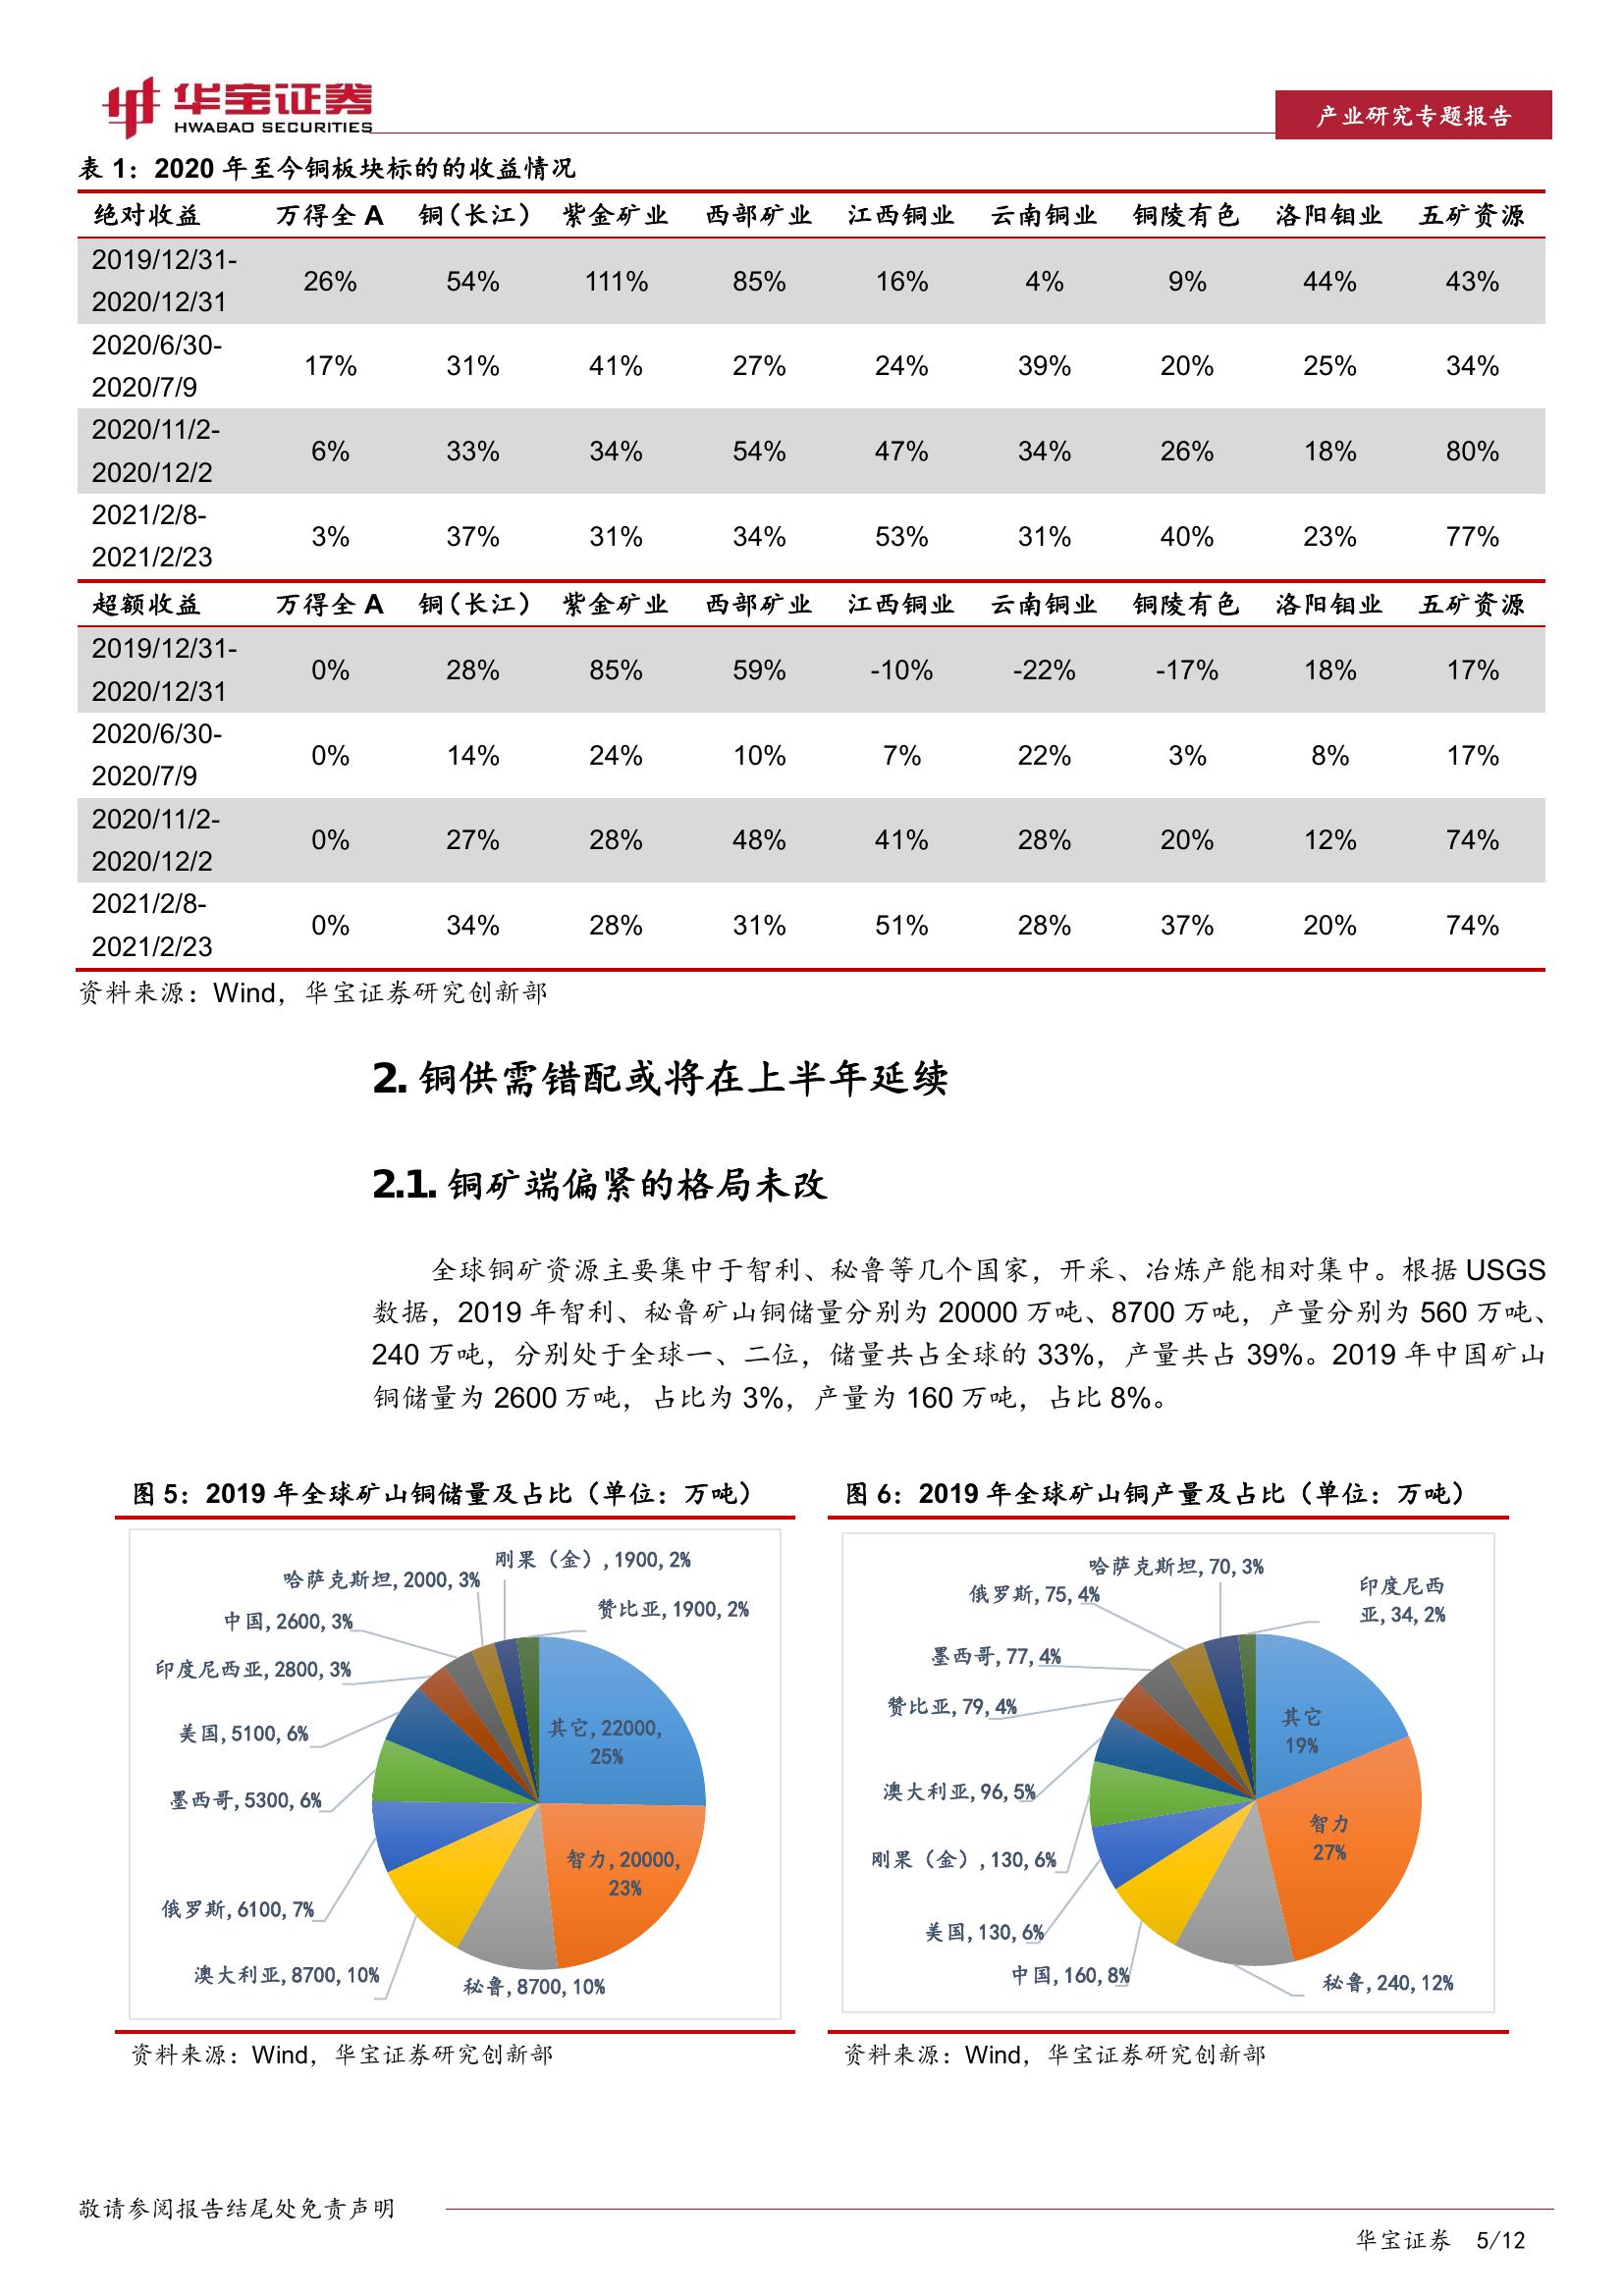 华宝证券
HWABAO SECURITIES
产业研究专题报告
表 1：2020 年至今铜板块标的的收益情况
绝对收益 万得全 A 铜（长江） 紫金矿业 西部矿业 江西铜业 云南铜业 铜陵有色 洛阳钼业 五矿资源
2019/12/31-
2020/12/31 26% 54% 111% 85% 16% 4% 9% 44% 43%
2020/6/30-
2020/7/9 17% 31% 41% 27% 24% 39% 20% 25% 34%
2020/11/2-
2020/12/2 6% 33% 34% 54% 47% 34% 26% 18% 80%
2021/2/8-
2021/2/23 3% 37% 31% 34% 53% 31% 40% 23% 77%
超额收益 万得全 A 铜（长江） 紫金矿业 西部矿业 江西铜业 云南铜业 铜陵有色 洛阳钼业 五矿资源
2019/12/31-
2020/12/31 0% 28% 85% 59% -10% -22% -17% 18% 17%
2020/6/30-
2020/7/9 0% 14% 24% 10% 7% 22% 3% 8% 17%
2020/11/2-
2020/12/2 0% 27% 28% 48% 41% 28% 20% 12% 74%
2021/2/8-
2021/2/23 0% 34% 28% 31% 51% 28% 37% 20% 74%
资料来源：Wind，华宝证券研究创新部
2. 铜供需错配或将在上半年延续
2.1. 铜矿端偏紧的格局未改
全球铜矿资源主要集中于智利、秘鲁等几个国家，开采、冶炼产能相对集中。根据 USGS
数据，2019 年智利、秘鲁矿山铜储量分别为 20000 万吨、8700 万吨，产量分别为 560 万吨、
240 万吨，分别处于全球一、二位，储量共占全球的 33%，产量共占 39%。2019 年中国矿山
铜储量为 2600 万吨，占比为 3%，产量为 160 万吨，占比 8%。
图 5：2019 年全球矿山铜储量及占比（单位：万吨）
刚果（金）, 1900, 2%
哈萨克斯坦, 2000, 3%
赞比亚, 1900, 2%
中国, 2600, 3%
印度尼西亚, 2800, 3%
美国, 5100, 6%
其它, 22000,
25%
墨西哥, 5300, 6%
智力, 20000,
23%
俄罗斯, 6100, 7%
澳大利亚, 8700, 10%
秘鲁, 8700, 10%
资料来源：Wind，华宝证券研究创新部
图 6：2019 年全球矿山铜产量及占比（单位：万吨）
哈萨克斯坦, 70, 3%
印度尼西
亚, 34, 2%
俄罗斯, 75, 4%
墨西哥, 77, 4%
赞比亚, 79, 4%
其它
19%
澳大利亚, 96, 5%
智力
27%
刚果（金）, 130, 6%
美国, 130, 6%
中国, 160, 8%
秘鲁, 240, 12%
资料来源：Wind，华宝证券研究创新部
敬请参阅报告结尾处免责声明
华宝证券 5/12